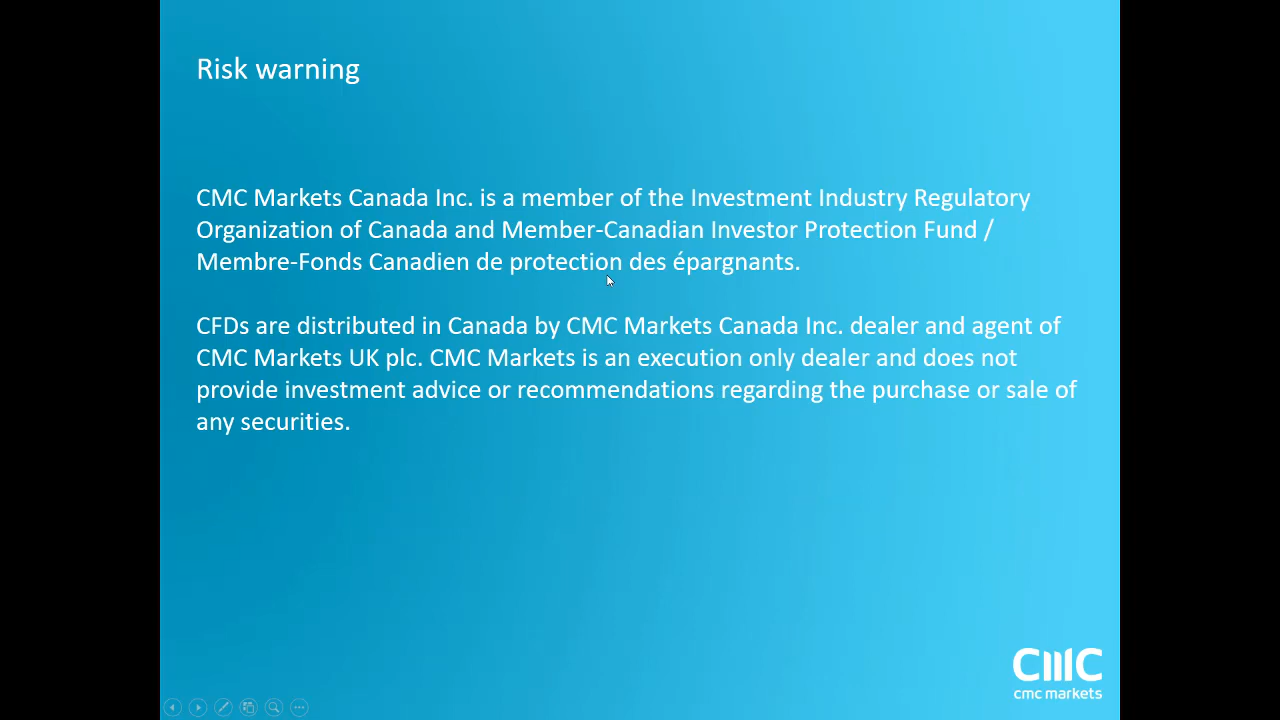 Risk warning
CMC Markets Canada Inc. is a member of the Investment Industry Regulatory
Organization of Canada and Member-Canadian Investor Protection Fund /
Membre-Fonds Canadien de protection des épargnants.
CFDs are distributed in Canada by CMC Markets Canada Inc. dealer and agent of
CMC Markets UK plc. CMC Markets is an execution only dealer and does not
provide investment advice or recommendations regarding the purchase or sale of
any securities.
CMC
cmc markets